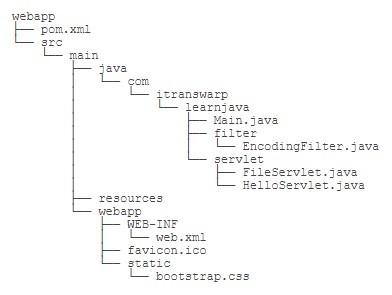 webapp
├── pom.xml
└── src
    └── main
        ├── java
        │   └── com
        │       └── itranswarp
        │           └── learnjava
        │               ├── Main.java
        │               ├── filter
        │               │   └── EncodingFilter.java
        │               └── servlet
        │                   ├── FileServlet.java
        │                   └── HelloServlet.java
        ├── resources
        └── webapp
            ├── WEB-INF
            │   └── web.xml
            ├── favicon.ico
            └── static
                └── bootstrap.css